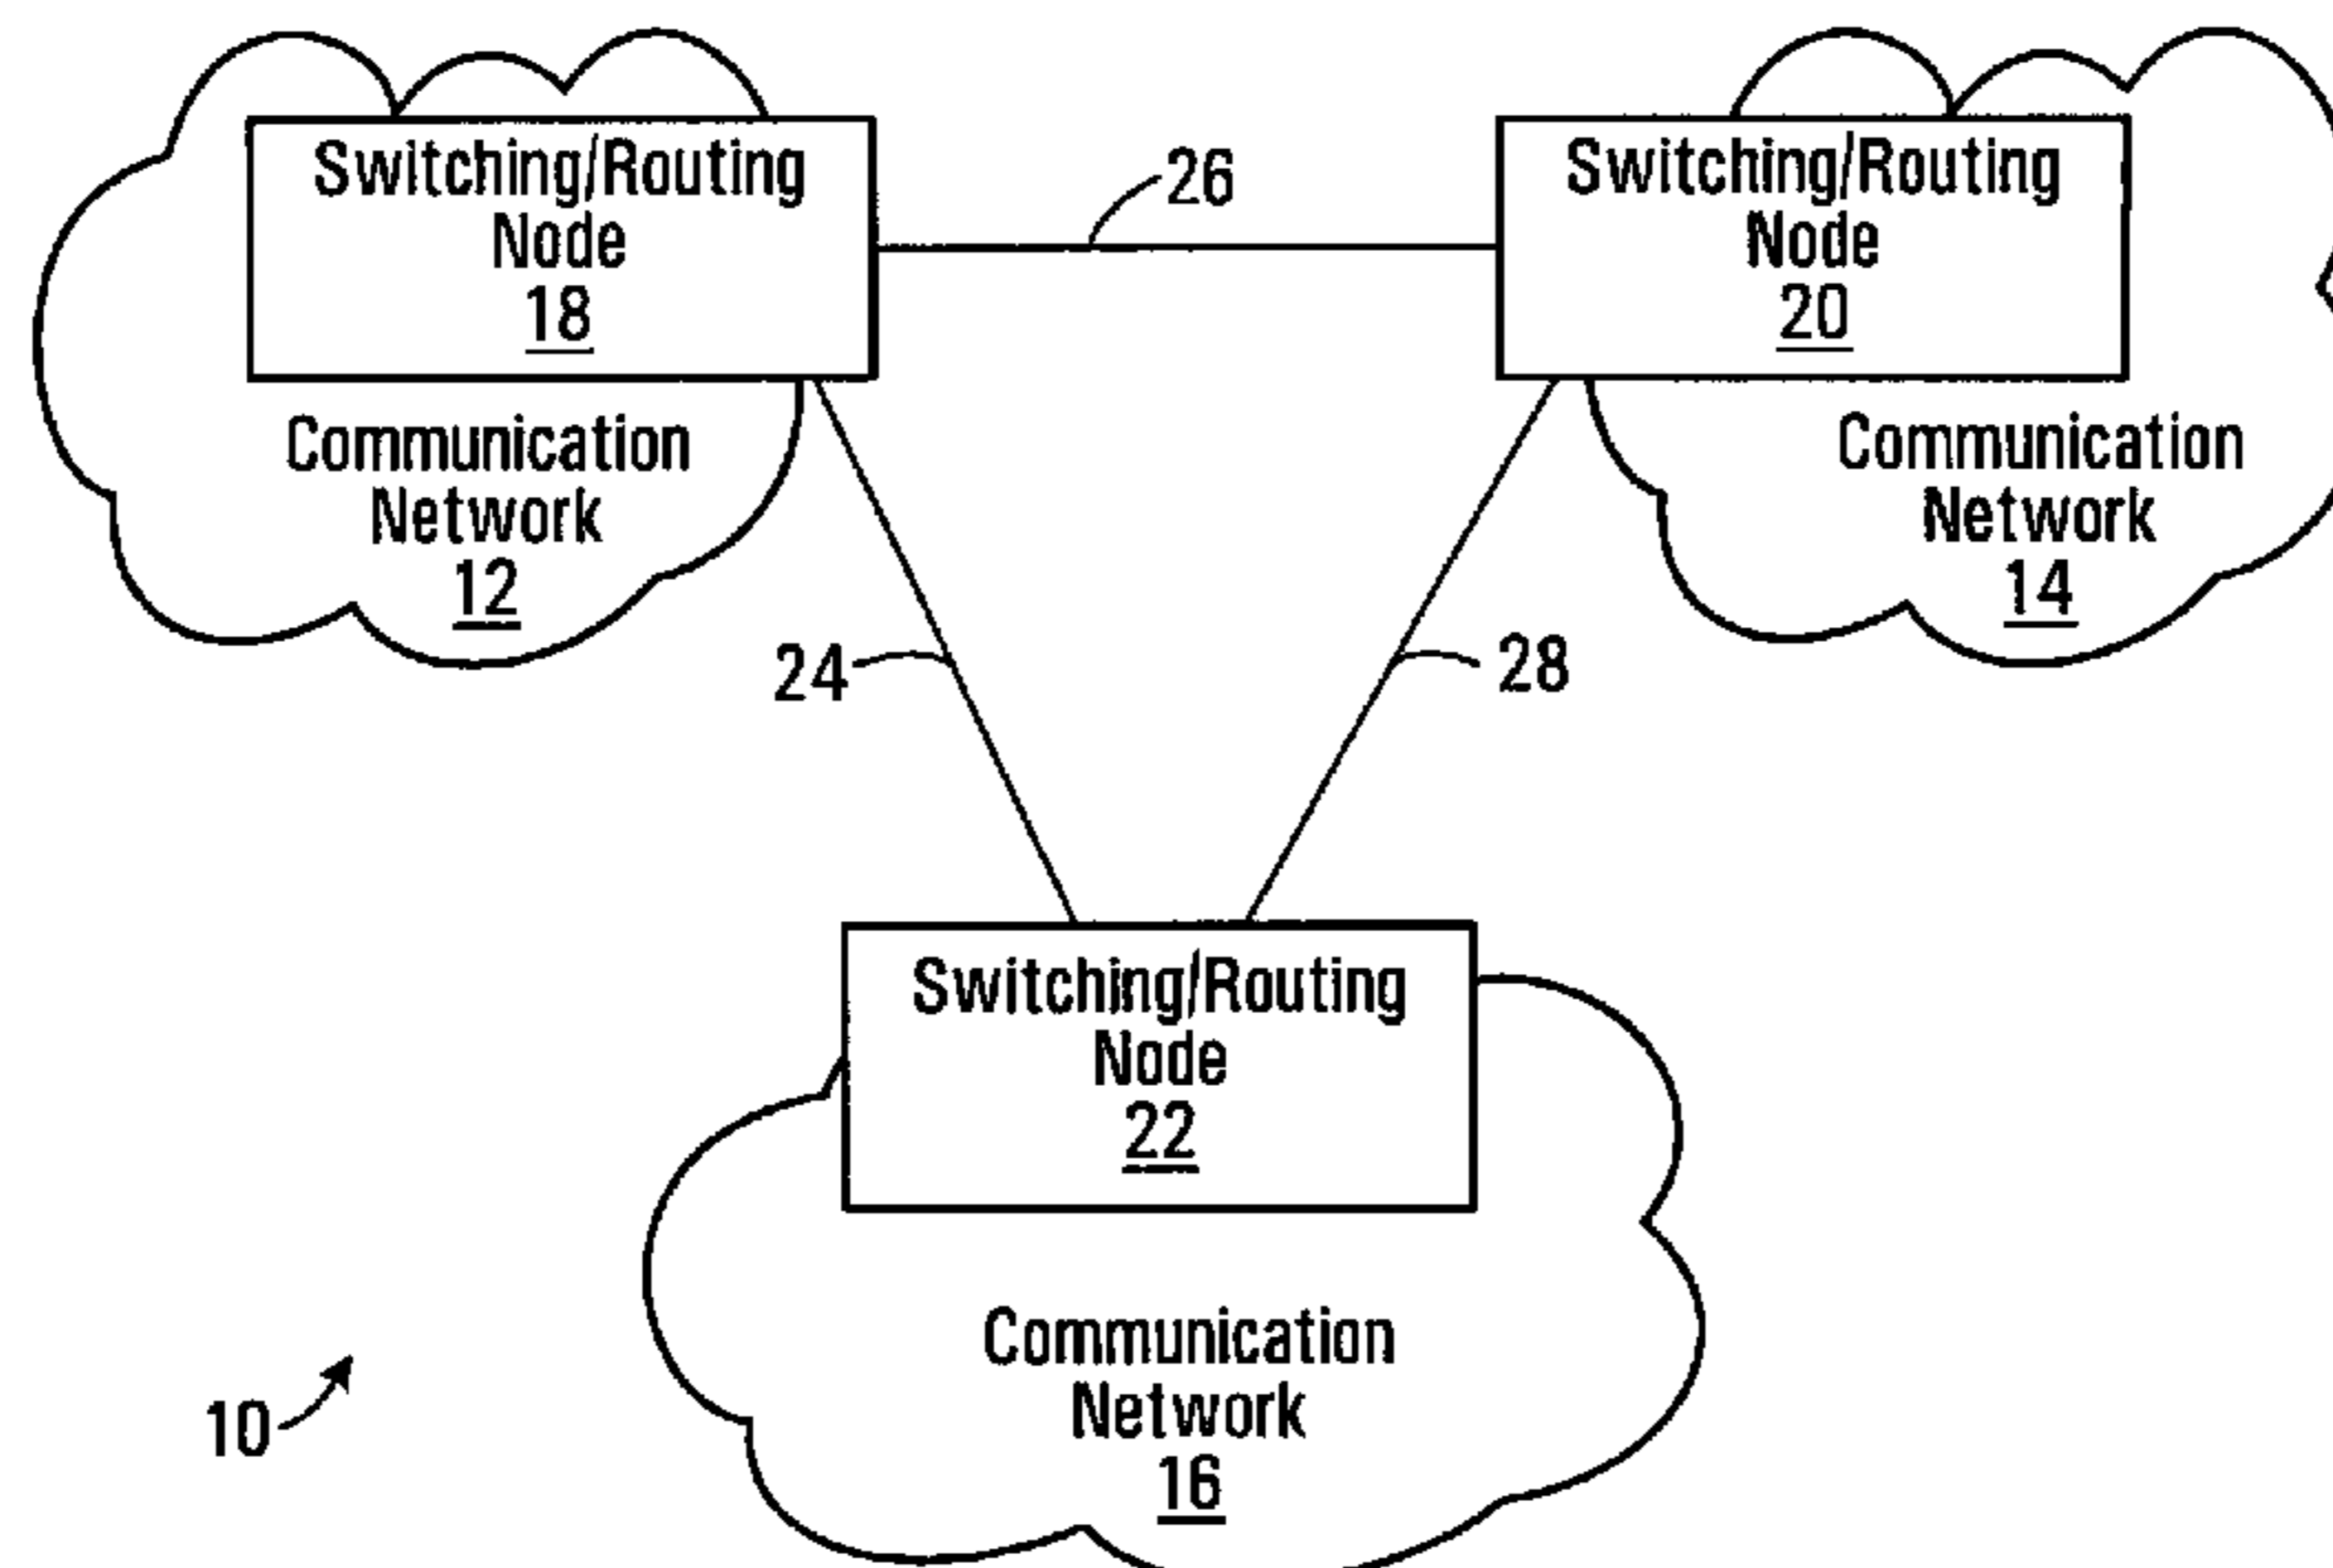 Switching/Routing
Node
18
26
Switching/Routing
Node
20
Communication
Network
12
Communication
Network
14
24
28
Switching/Routing
Node
22
Communication
Network
16
10